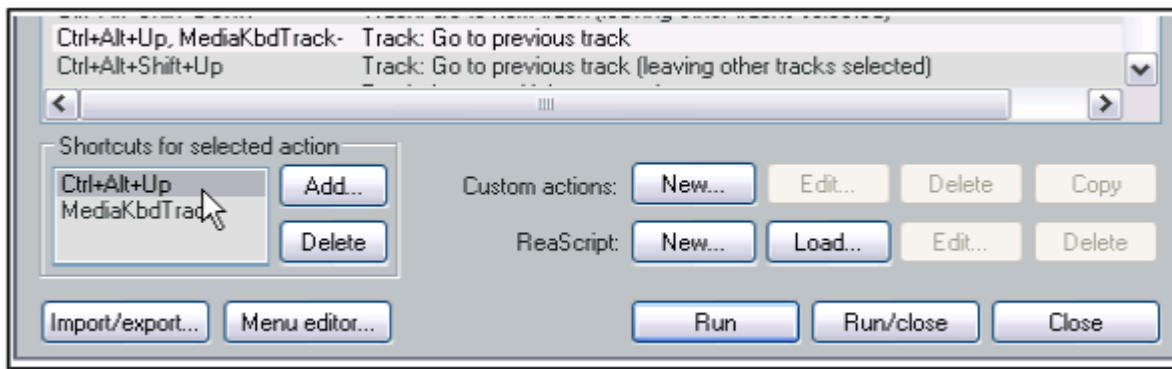 Ctrl+Alt+Up, MediaKbdTrack- Track: Go to previous track
Ctrl+Alt+Shift+Up Track: Go to previous track (leaving other tracks selected)
Shortcuts for selected action
Ctrl+Alt+Up
MediaKbdTrac
Add...
Delete
Custom actions: New... Edit... Delete Copy
ReaScript: New... Load... Edit... Delete
Import/export... Menu editor... Run Run/close Close